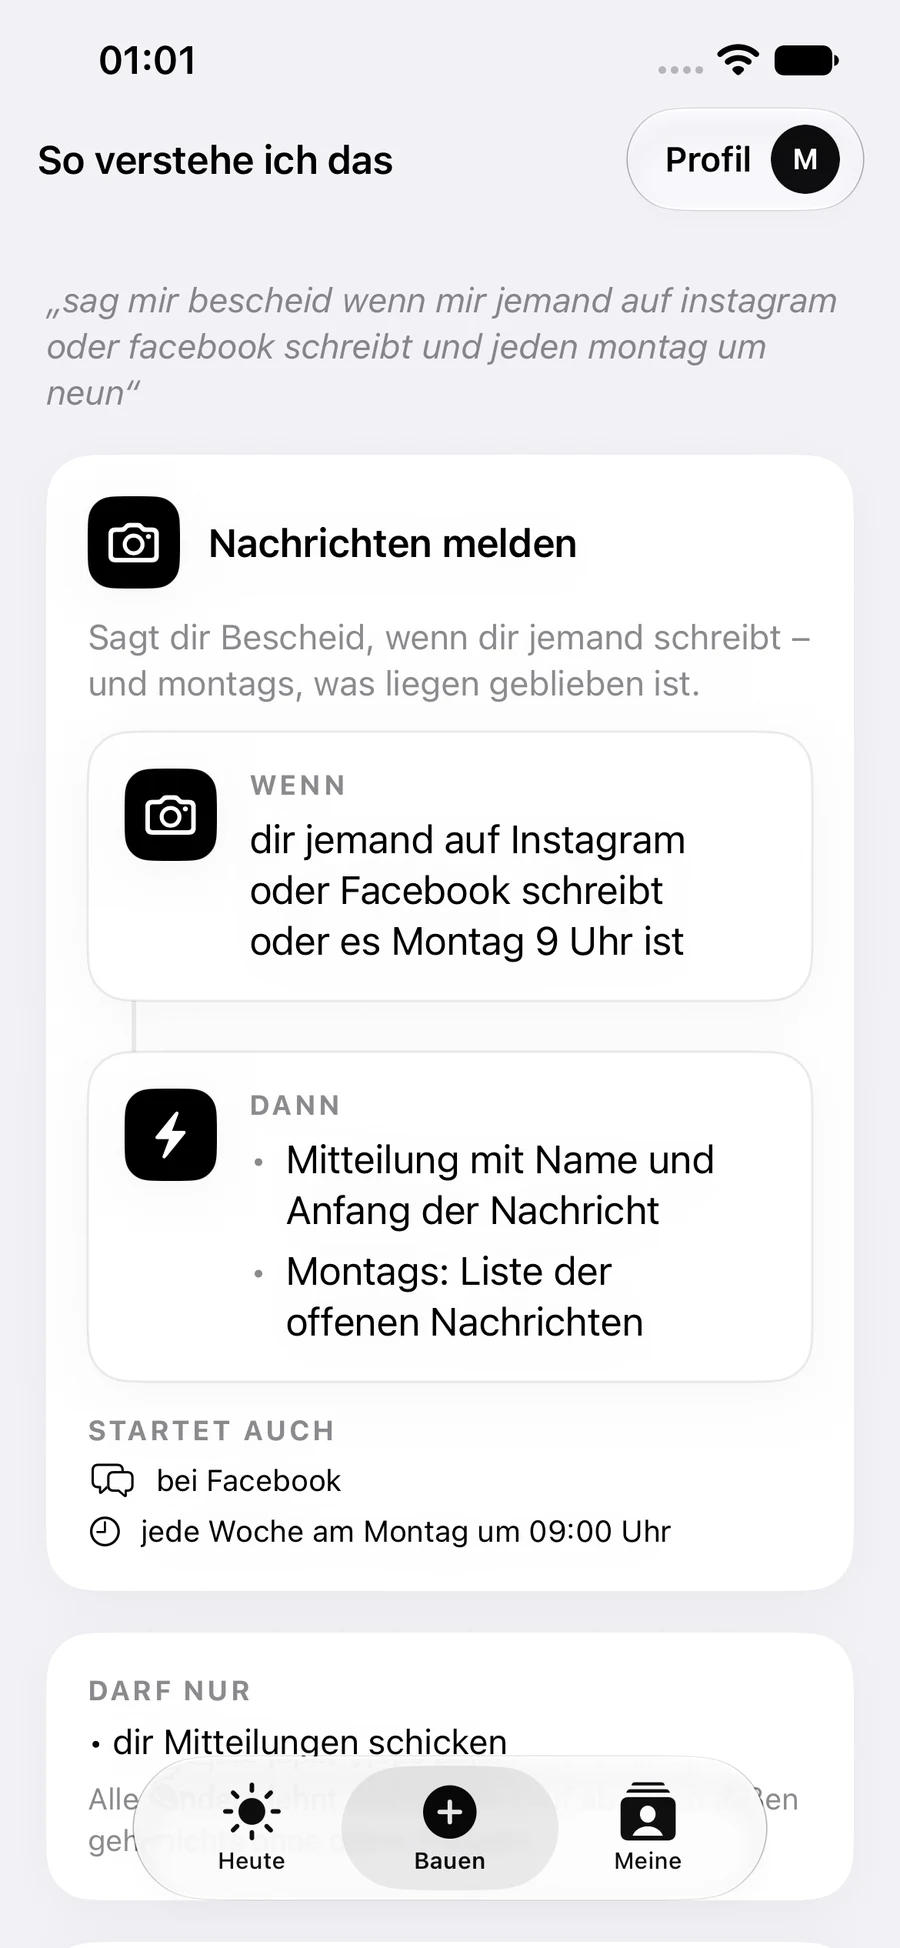 01:01
So verstehe ich das
Profil
M
„sag mir bescheid wenn mir jemand auf instagram
oder facebook schreibt und jeden montag um
neun“
Nachrichten melden
Sagt dir Bescheid, wenn dir jemand schreibt –
und montags, was liegen geblieben ist.
WENN
dir jemand auf Instagram
oder Facebook schreibt
oder es Montag 9 Uhr ist
DANN
• Mitteilung mit Name und
Anfang der Nachricht
• Montags: Liste der
offenen Nachrichten
STARTET AUCH
bei Facebook
jede Woche am Montag um 09:00 Uhr
DARF NUR
• dir Mitteilungen schicken
Heute
Bauen
Meine